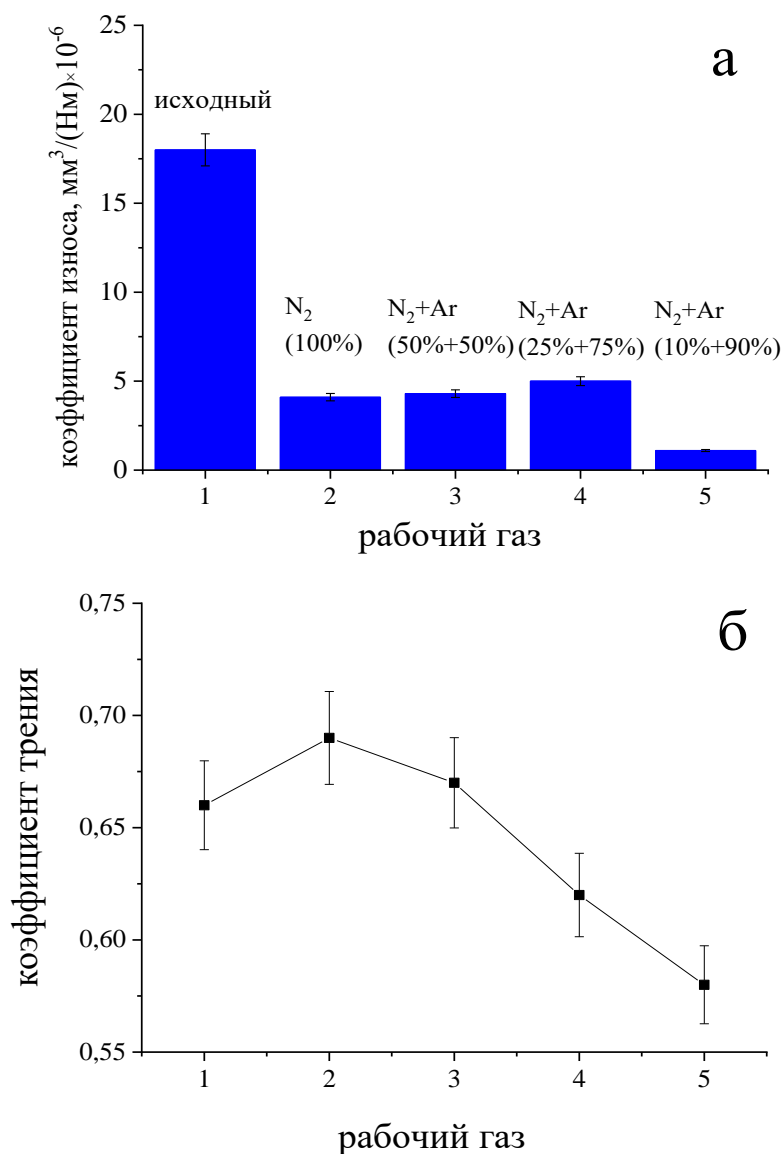 а
коэффициент износа, мм³/(Нм)×10⁻⁶
25
20
15
10
5
0
исходный
N₂
(100%)
N₂+Ar
(50%+50%)
N₂+Ar
(25%+75%)
N₂+Ar
(10%+90%)
1 2 3 4 5
рабочий газ
б
коэффициент трения
0,75
0,70
0,65
0,60
0,55
1 2 3 4 5
рабочий газ